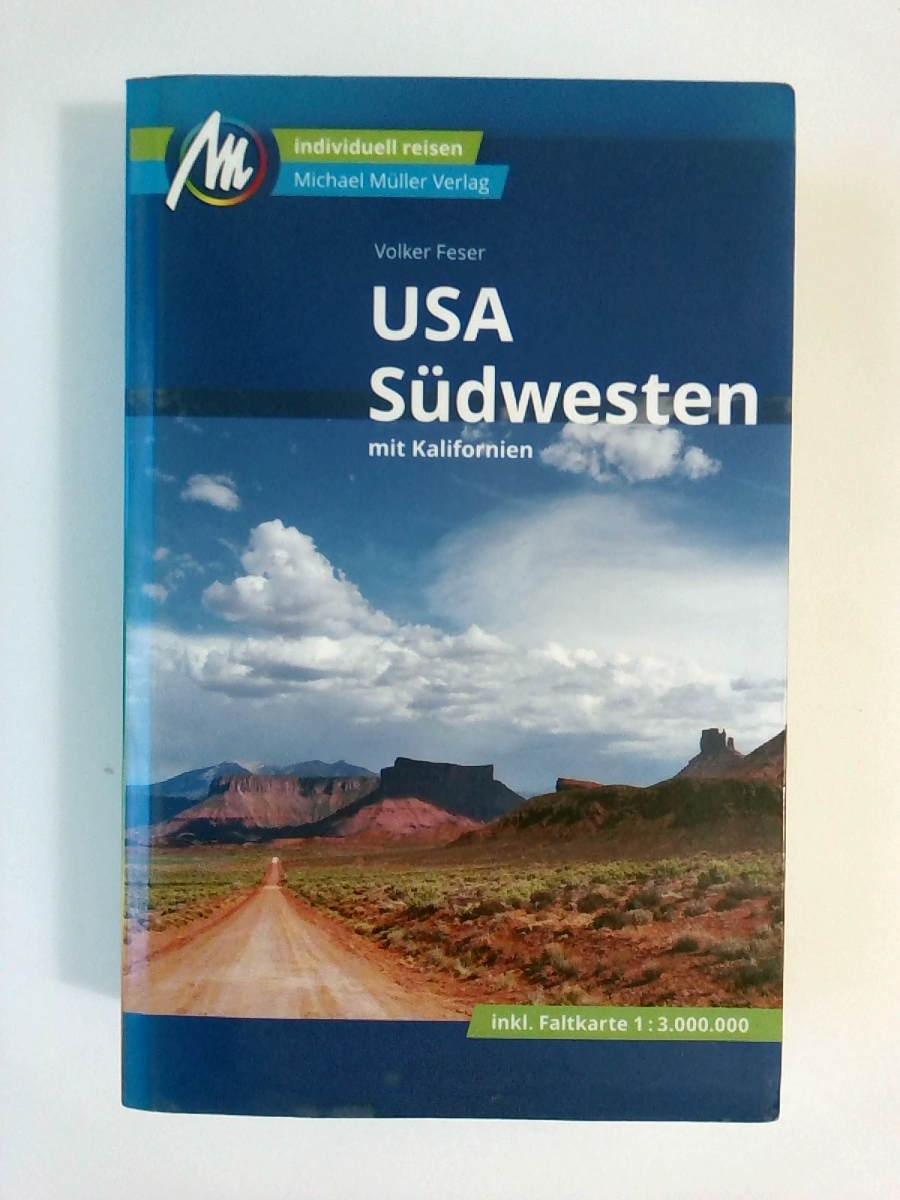 individuell reisen
Michael Müller Verlag
Volker Feser
USA
Südwesten
mit Kalifornien
inkl. Faltkarte 1 : 3.000.000